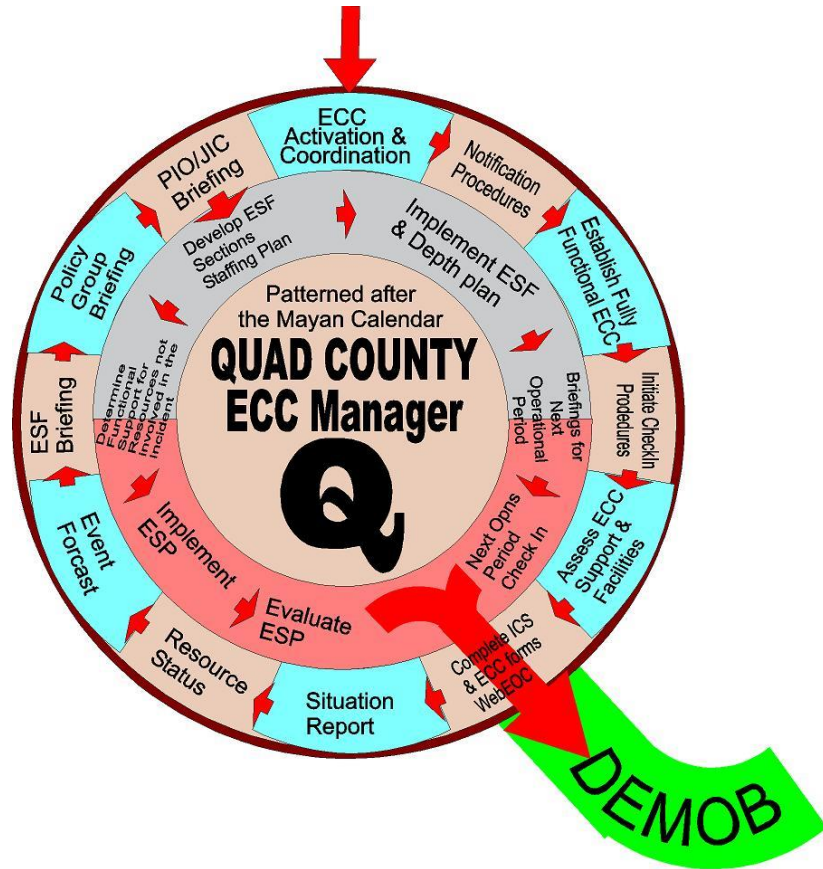 ECC
Activation &
Coordination
Notification
Procedures
Establish Fully
Functional ECC
Initiate CheckIn
Prodedures
Assess ECC
Support &
Facilities
Complete ICS
& ECC forms
WebEOC
Situation
Report
Resource
Status
Event
Forcast
ESF
Briefing
Policy
Group
Briefing
PIO/JIC
Briefing
Develop ESF
Sections
Staffing Plan
Implement ESF
& Depth plan
Briefings for
Next
Operational
Period
Next Opns
Period
Check In
Evaluate
ESP
Implement
ESP
Determine
Functional
Support for
Resources not
Involved in the
Incident
Patterned after
the Mayan Calendar
QUAD COUNTY
ECC Manager
Q
DEMOB